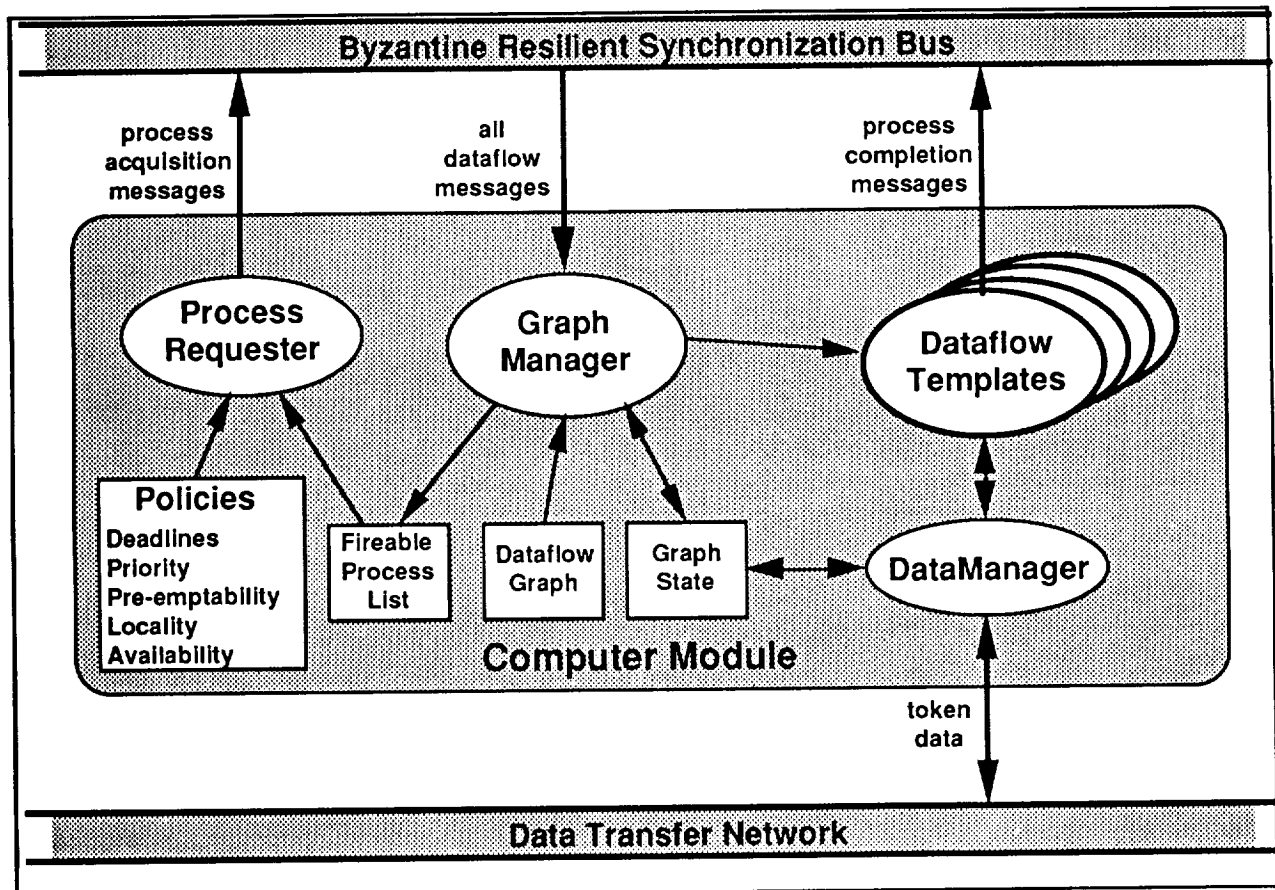 Byzantine Resilient Synchronization Bus
process
acquisition
messages
all
dataflow
messages
process
completion
messages
Process
Requester
Graph
Manager
Dataflow
Templates
Policies
Deadlines
Priority
Pre-emptability
Locality
Availability
Fireable
Process
List
Dataflow
Graph
Graph
State
DataManager
Computer Module
token
data
Data Transfer Network